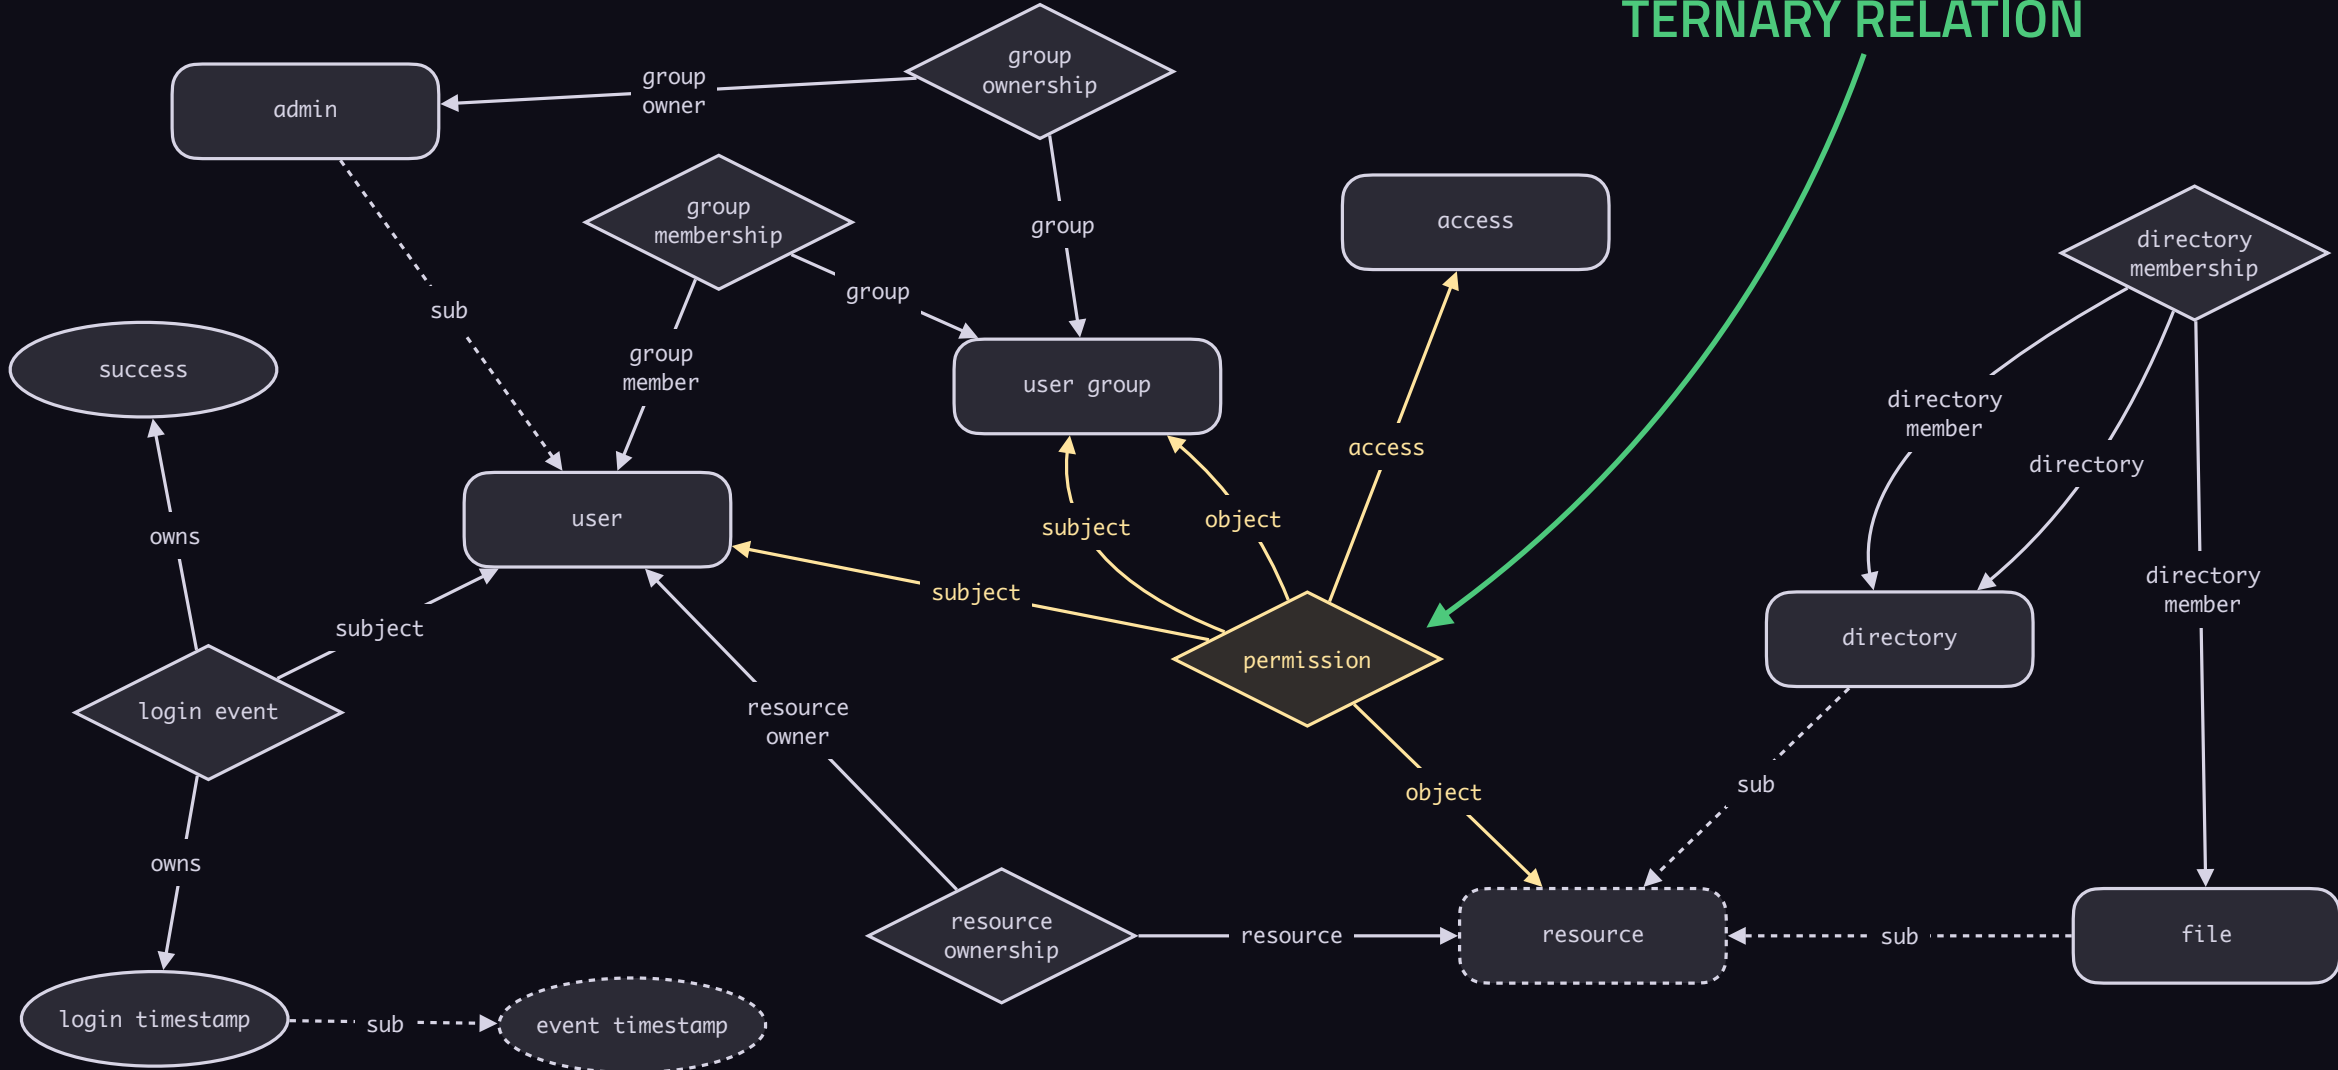 TERNARY RELATION
group
ownership
group
owner
admin
group
membership
group
access
directory
membership
group
sub
group
member
success
user group
directory
member
access
directory
user
subject
object
owns
directory
member
subject
subject
directory
permission
login event
resource
owner
sub
object
owns
resource
ownership
resource
resource
sub
file
login timestamp
sub
event timestamp